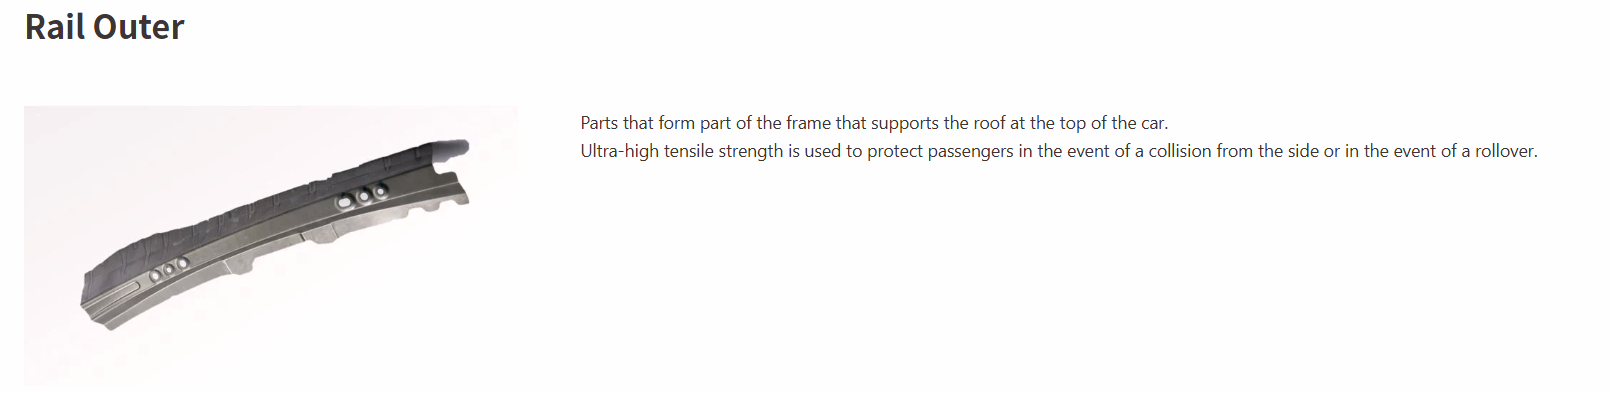 Rail Outer
Parts that form part of the frame that supports the roof at the top of the car.
Ultra-high tensile strength is used to protect passengers in the event of a collision from the side or in the event of a rollover.